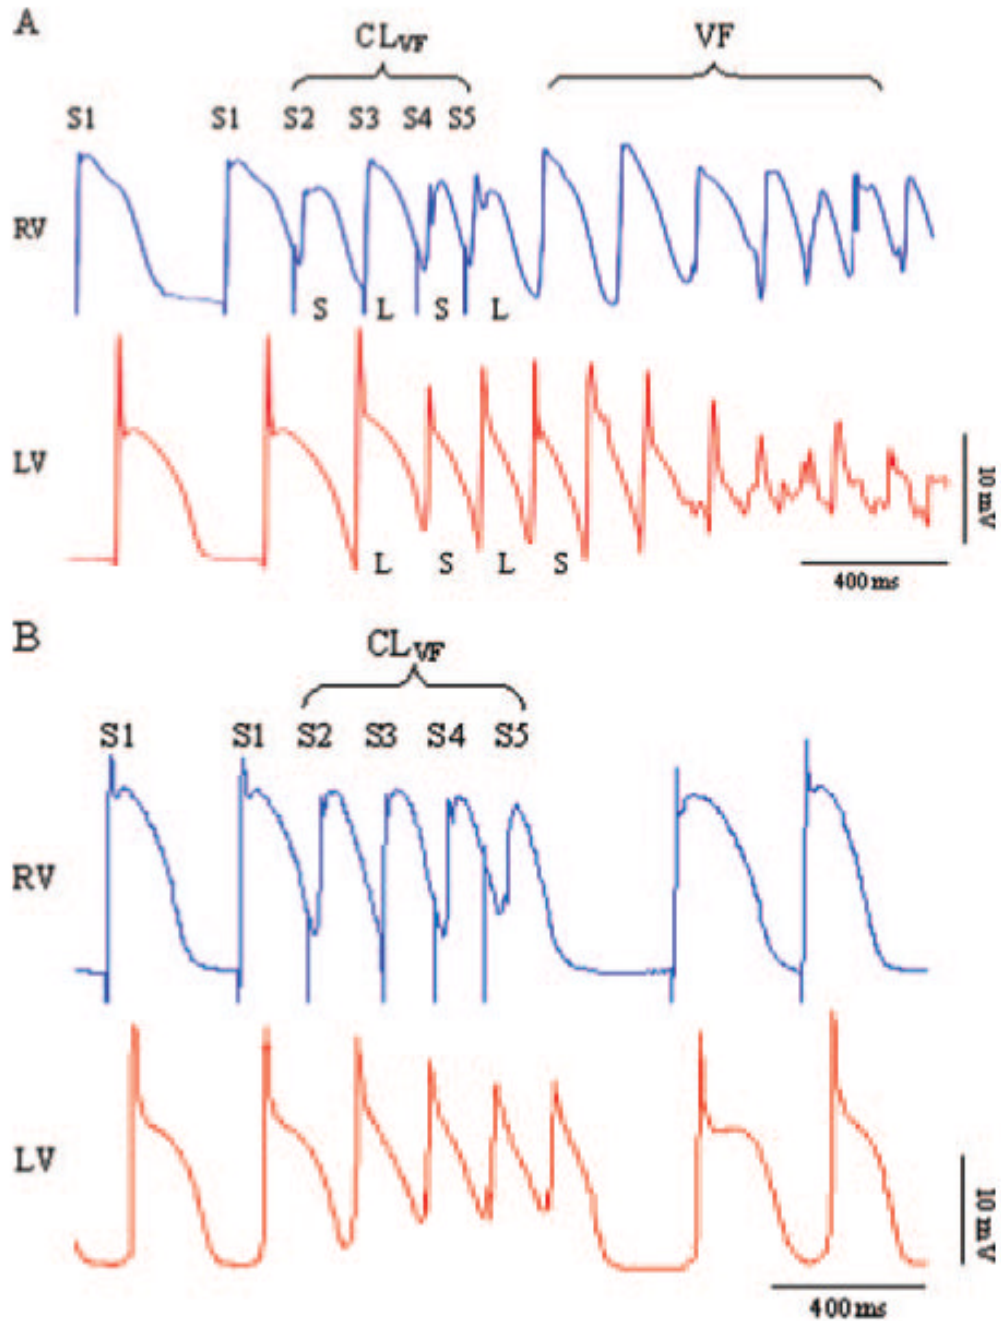 A
CLVF VF
S1 S1 S2 S3 S4 S5
RV
S L S L
LV
10 mV
L S L S
400 ms
B
CLVF
S1 S1 S2 S3 S4 S5
RV
LV
10 mV
400 ms